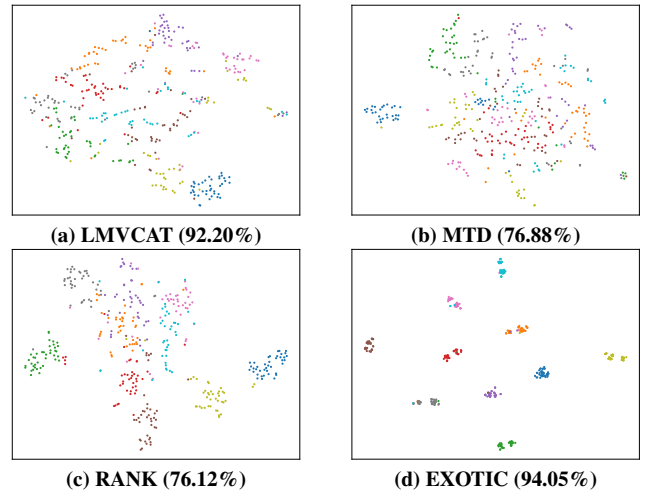 (a) LMVCAT (92.20%)
(b) MTD (76.88%)
(c) RANK (76.12%)
(d) EXOTIC (94.05%)